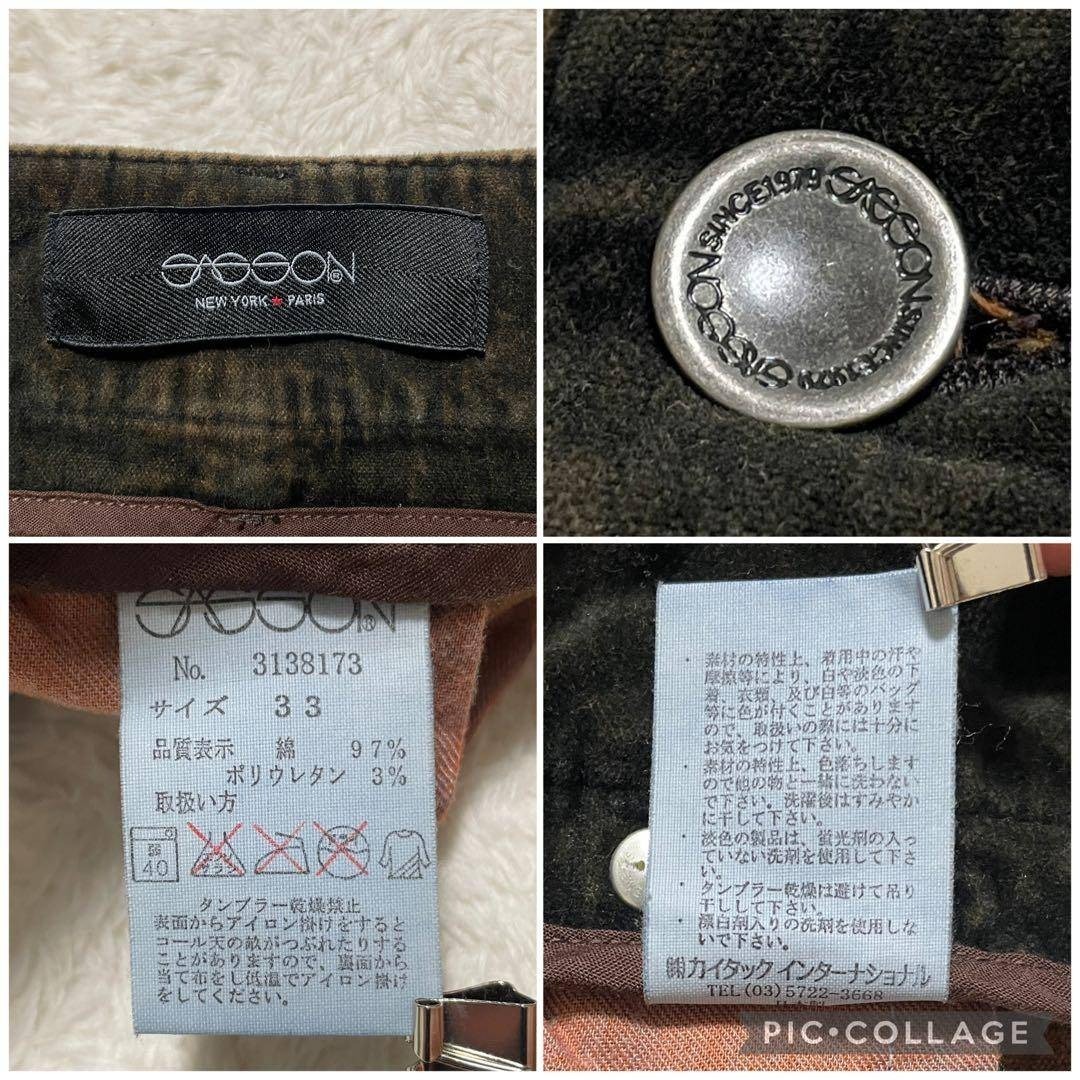 SASSON®
NEW YORK★PARIS
SASSON SINCE1979 SASSON SINCE1979
SASSON®
No. 3138173
サイズ 33
品質表示 綿 97%
ポリウレタン 3%
取扱い方
弱
40
タンブラー乾燥禁止
表面からアイロン掛けをすると
コール天の畝がつぶれたりする
ことがありますので、裏面から
当て布をし低温でアイロン掛け
をしてください。
・素材の特性上、着用中の汗や
摩擦等により、白や淡色の下
着、衣類、及び白等のバッグ
等に色が付くことがあります
ので、取扱いの際には十分に
お気をつけて下さい。
・素材の特性上、色落ちします
ので他の物と一緒に洗わない
で下さい。洗濯後はすみやか
に干して下さい。
・淡色の製品は、蛍光剤の入っ
ていない洗剤を使用して下さ
い。
・タンブラー乾燥は避けて吊り
干しして下さい。
・漂白剤入りの洗剤を使用しな
いで下さい。
㈱カイタック インターナショナル
TEL(03)5722-3668
PIC•COLLAGE